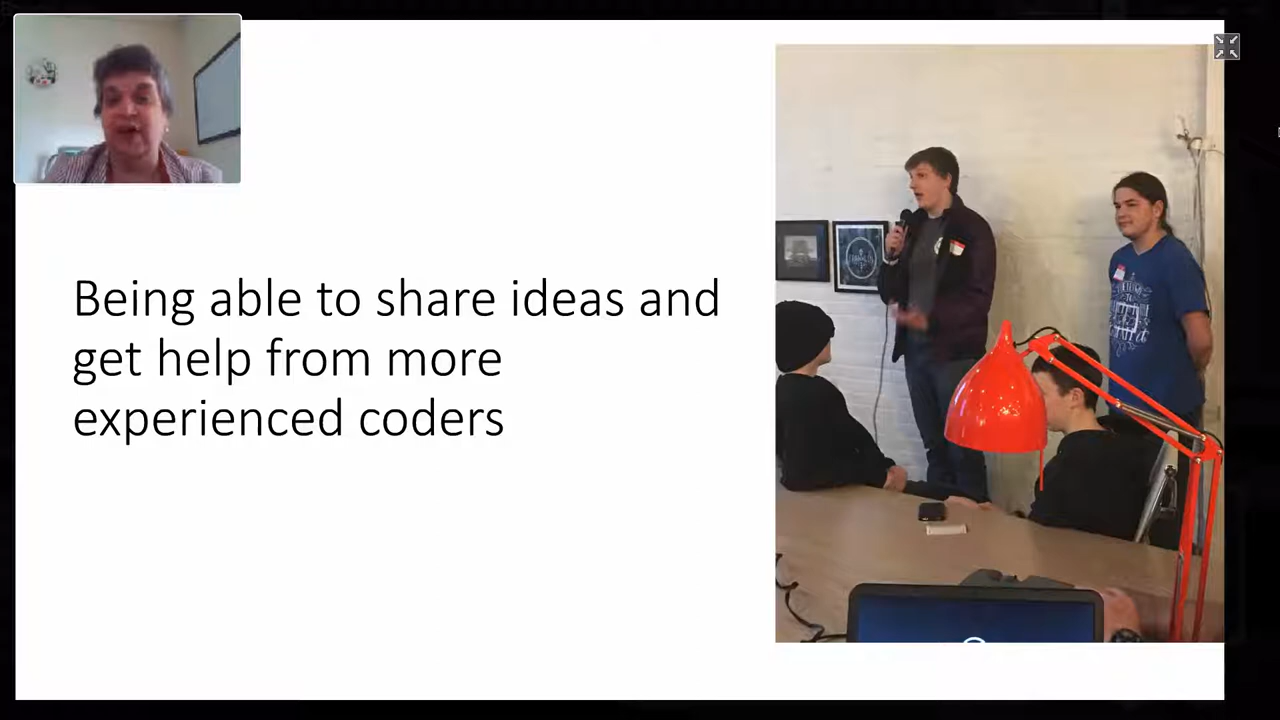 Being able to share ideas and
get help from more
experienced coders